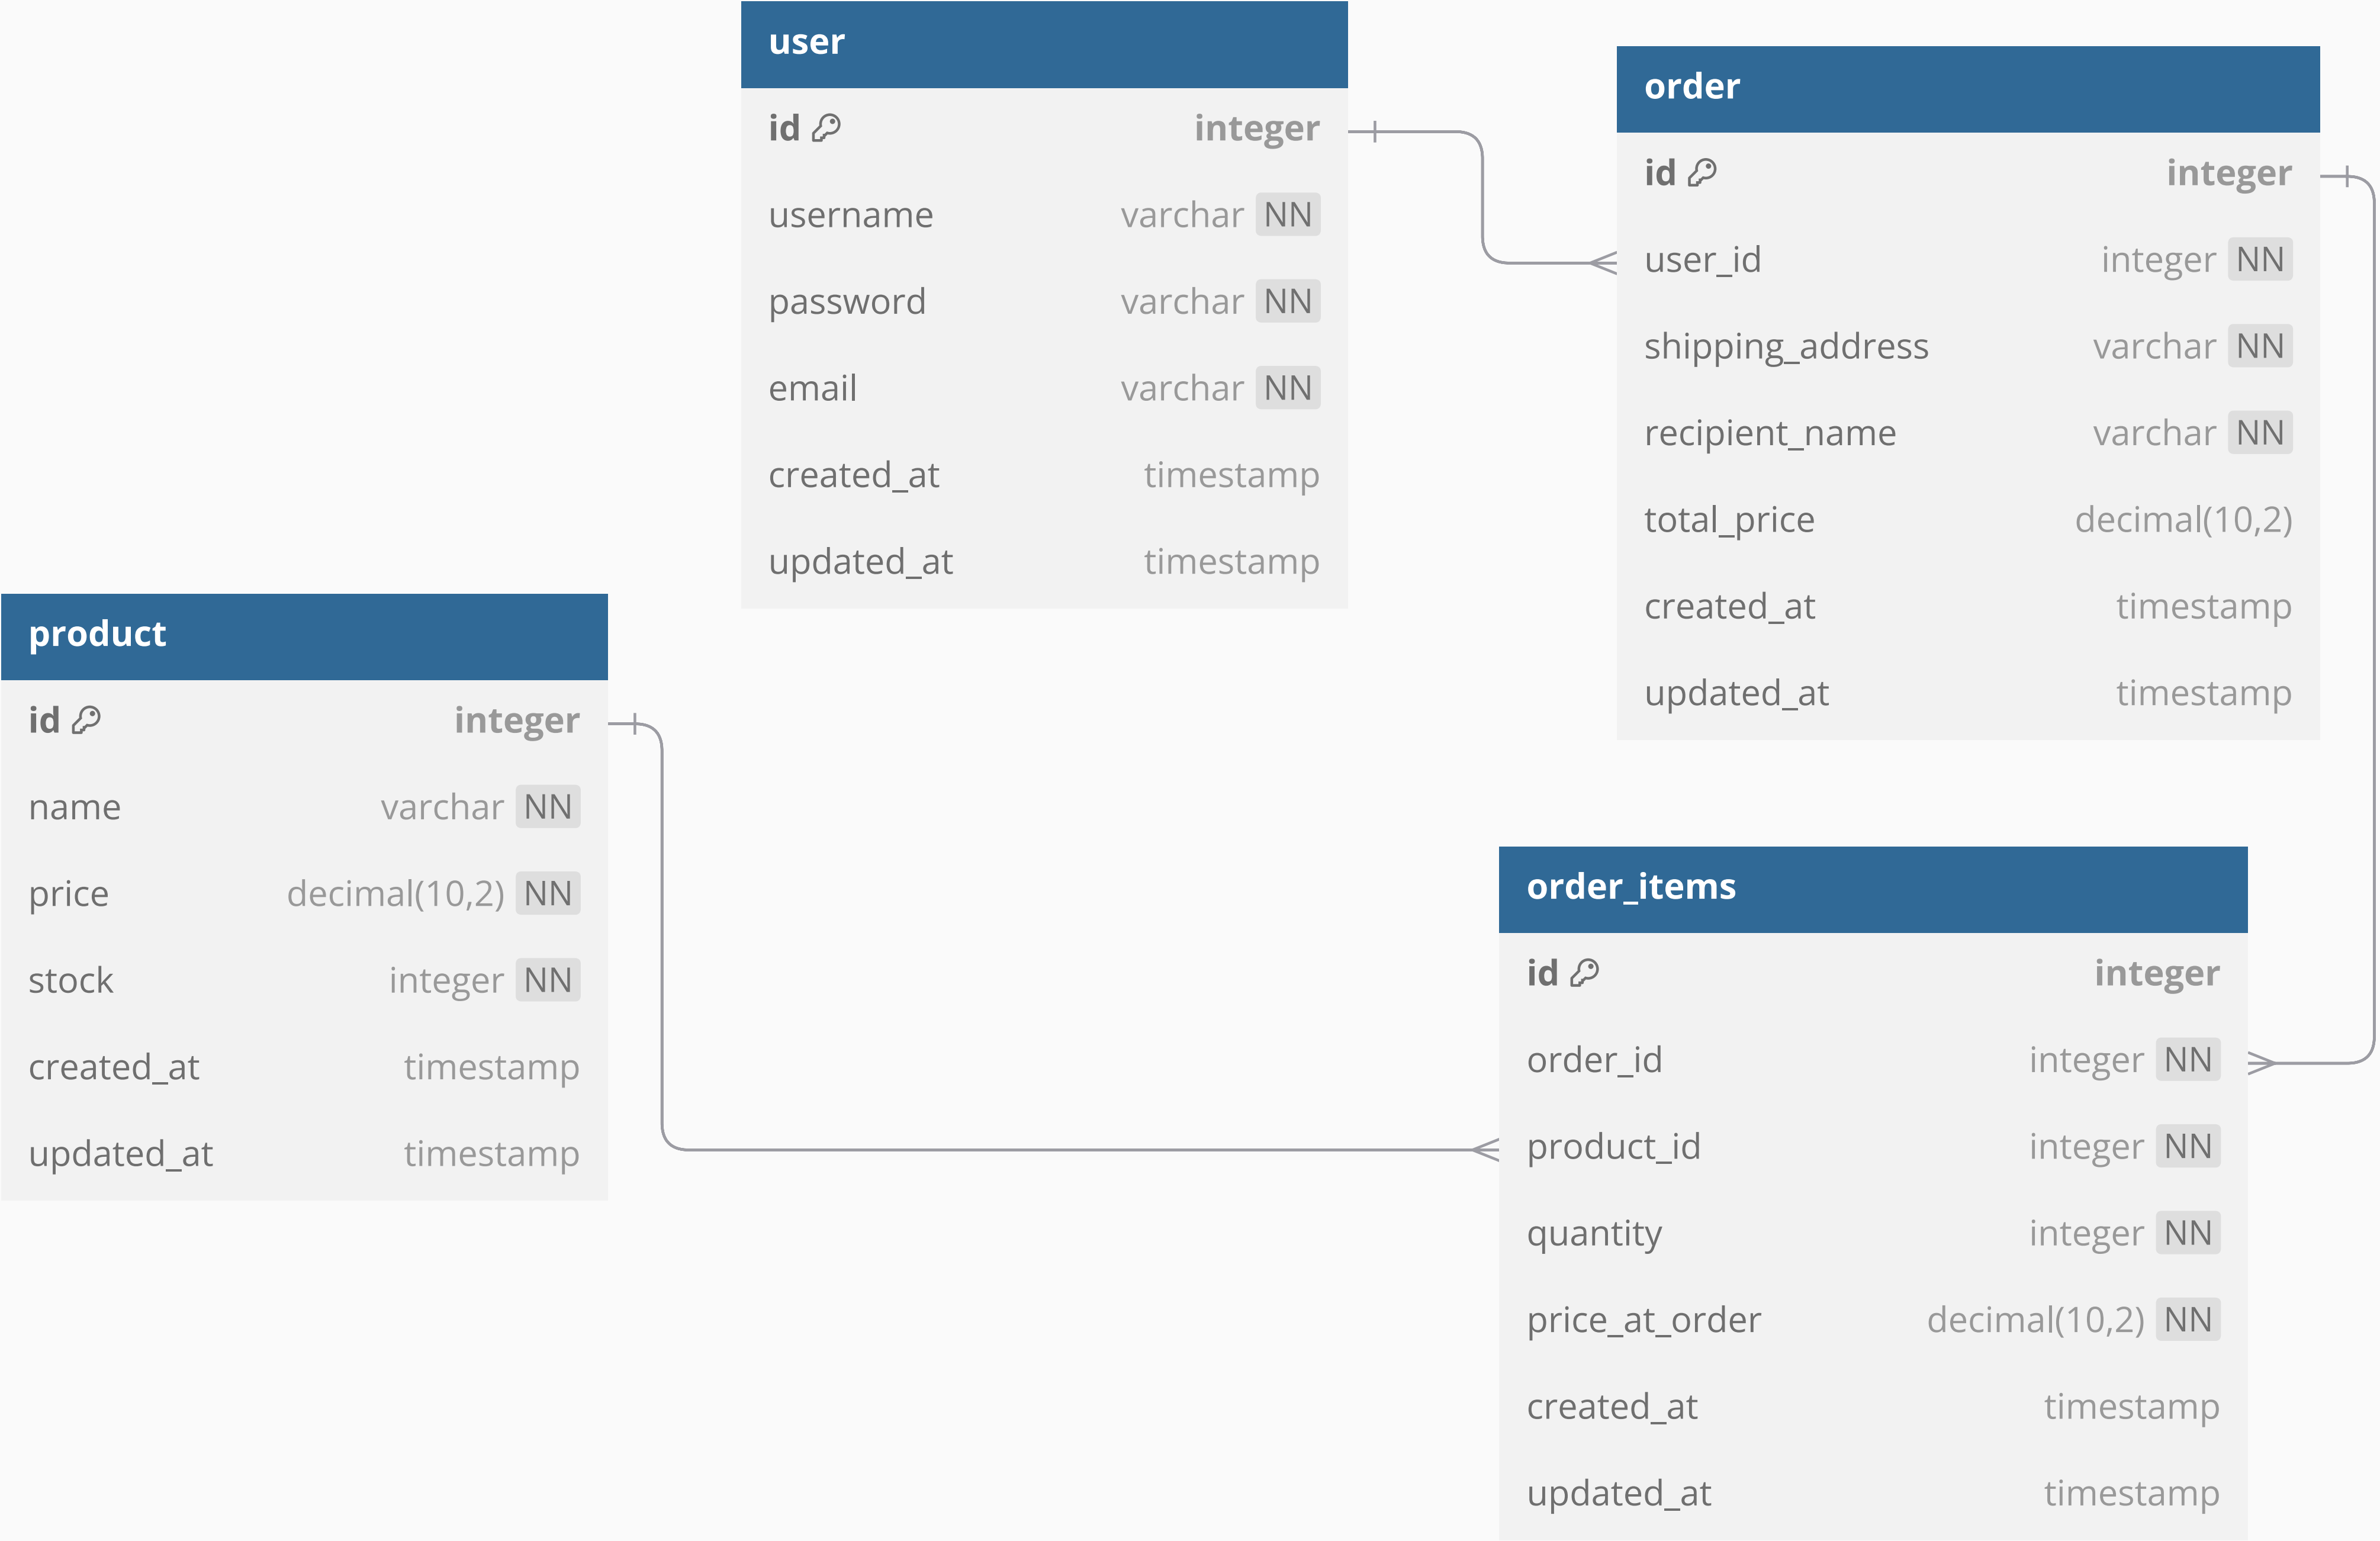 user
id integer
username varchar NN
password varchar NN
email varchar NN
created_at timestamp
updated_at timestamp
order
id integer
user_id integer NN
shipping_address varchar NN
recipient_name varchar NN
total_price decimal(10,2)
created_at timestamp
updated_at timestamp
product
id integer
name varchar NN
price decimal(10,2) NN
stock integer NN
created_at timestamp
updated_at timestamp
order_items
id integer
order_id integer NN
product_id integer NN
quantity integer NN
price_at_order decimal(10,2) NN
created_at timestamp
updated_at timestamp